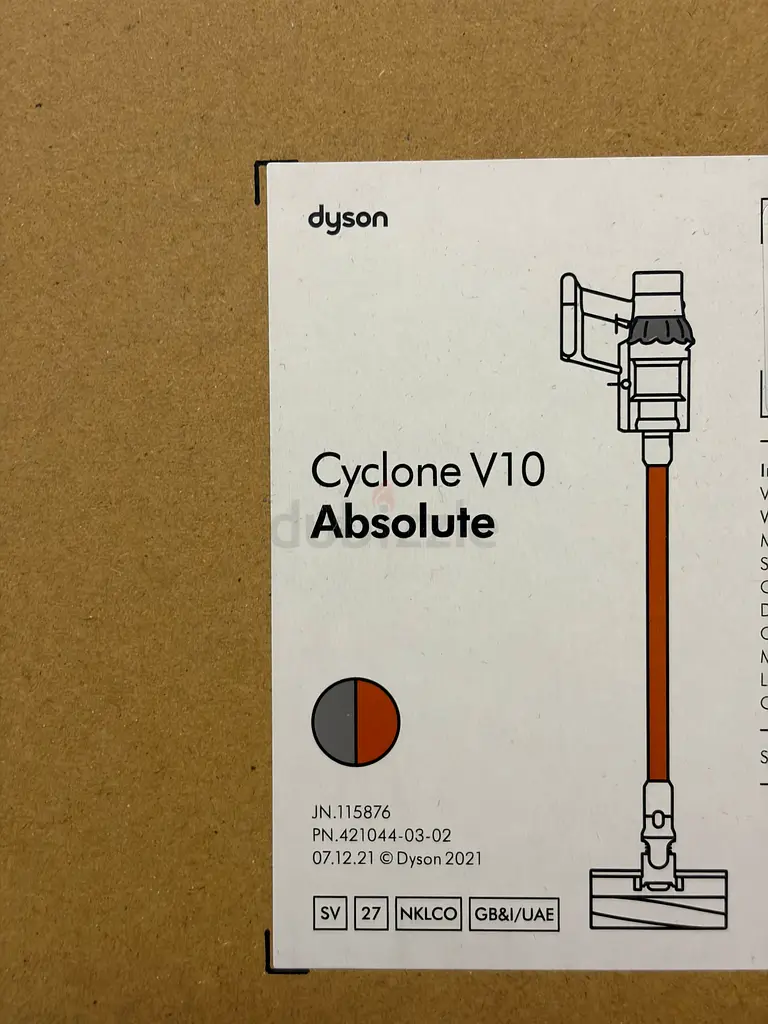 dyson
Cyclone V10
Absolute
dubizzle
JN.115876
PN.421044-03-02
07.12.21 © Dyson 2021
SV 27 NKLCO GB&I/UAE